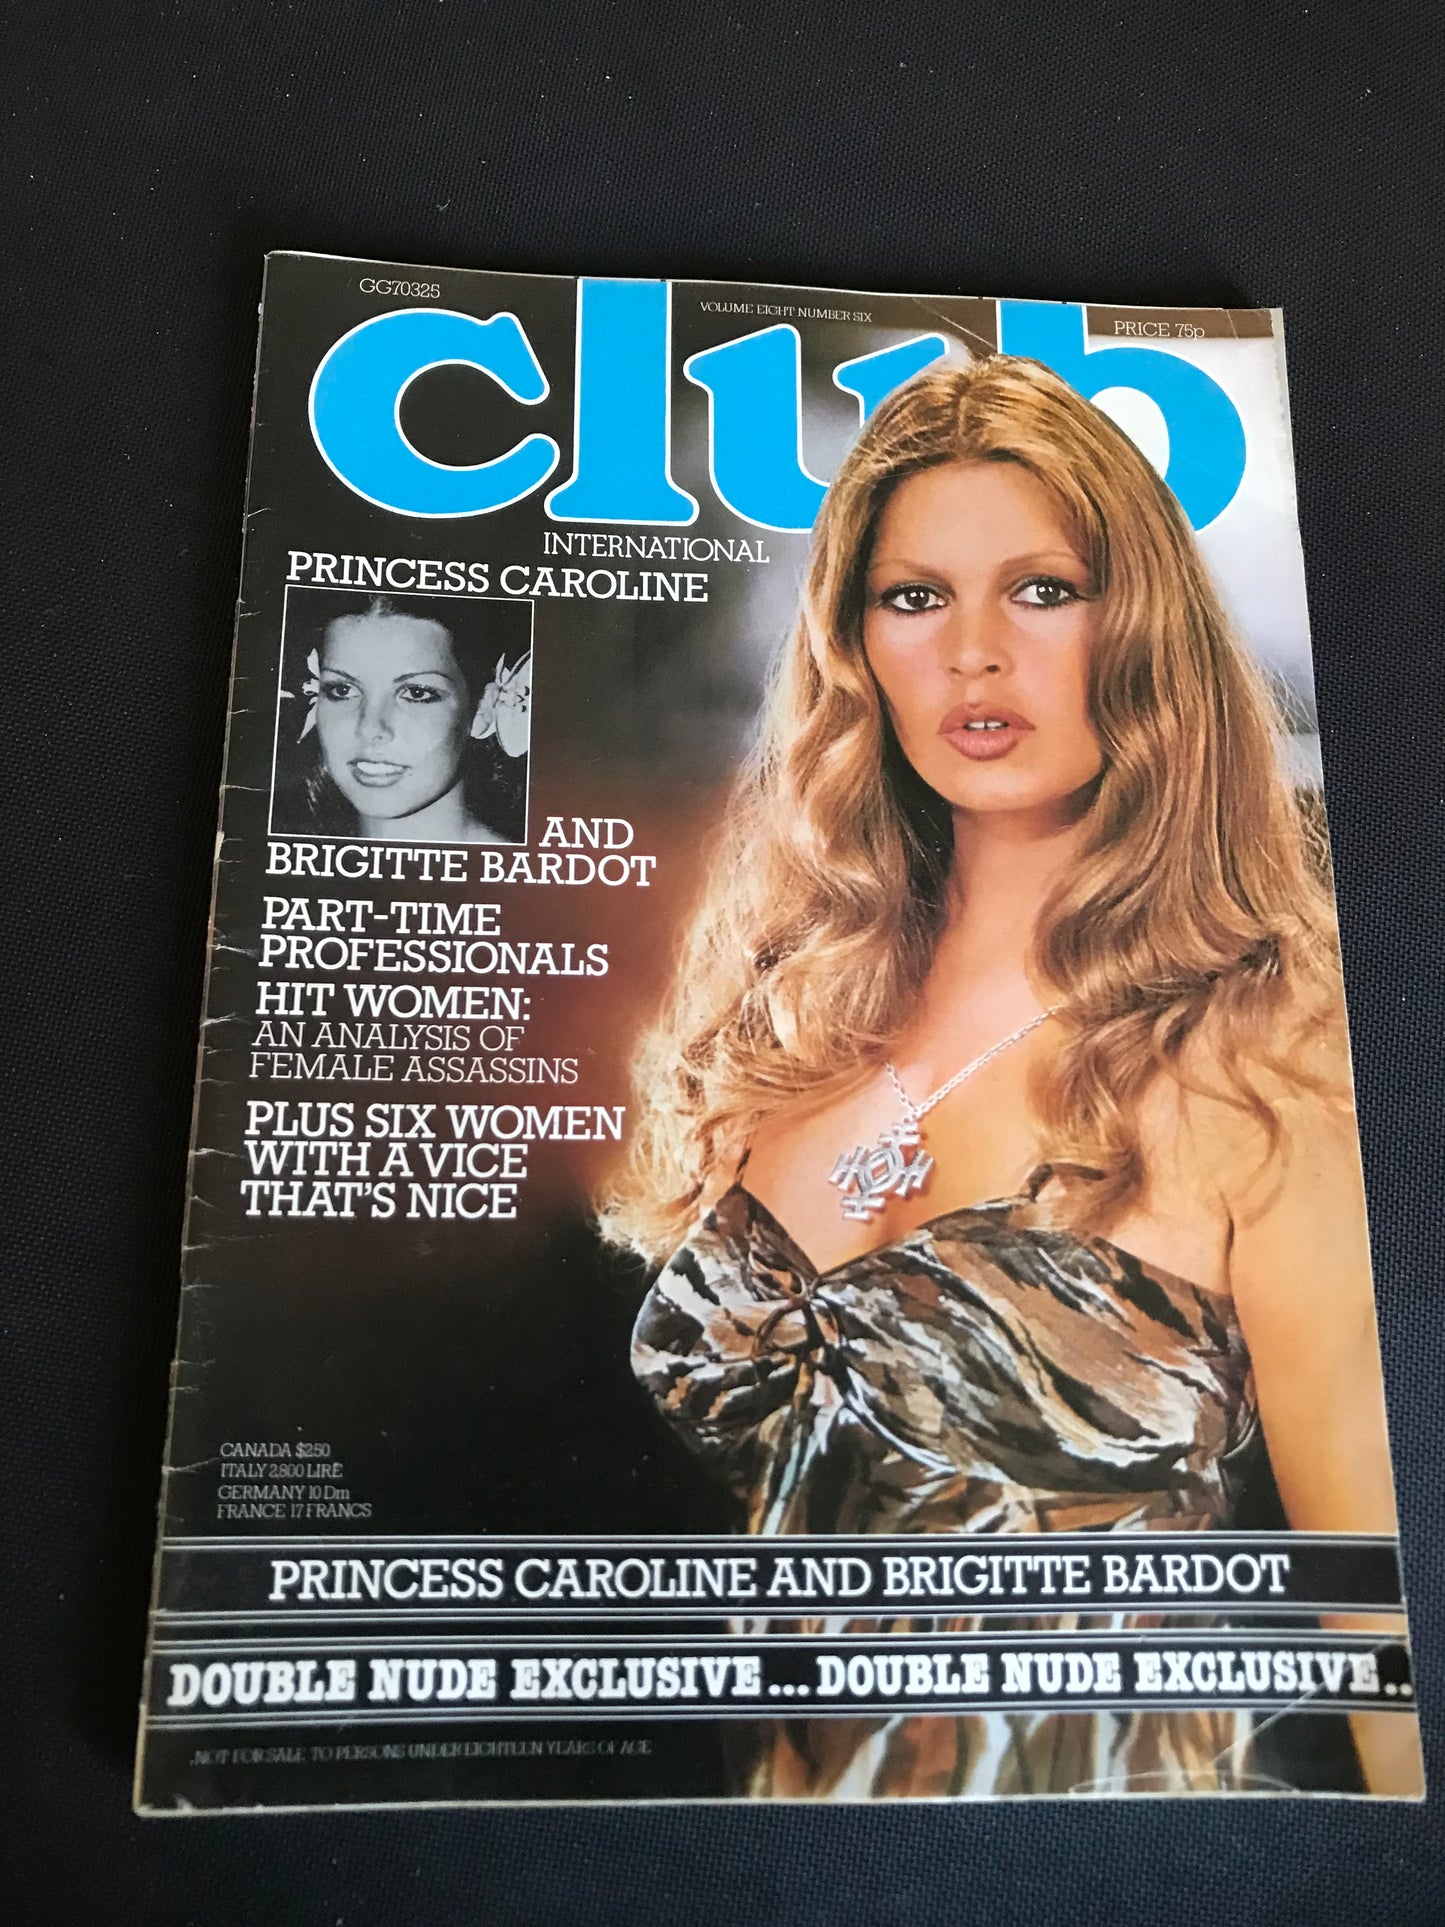 GG70325
VOLUME EIGHT NUMBER SIX
PRICE 75p
club
INTERNATIONAL
PRINCESS CAROLINE
AND
BRIGITTE BARDOT
PART-TIME
PROFESSIONALS
HIT WOMEN:
AN ANALYSIS OF
FEMALE ASSASSINS
PLUS SIX WOMEN
WITH A VICE
THAT'S NICE
CANADA $2.50
ITALY 2,800 LIRE
GERMANY 10 Dm
FRANCE 17 FRANCS
PRINCESS CAROLINE AND BRIGITTE BARDOT
DOUBLE NUDE EXCLUSIVE...DOUBLE NUDE EXCLUSIVE..
NOT FOR SALE TO PERSONS UNDER EIGHTEEN YEARS OF AGE